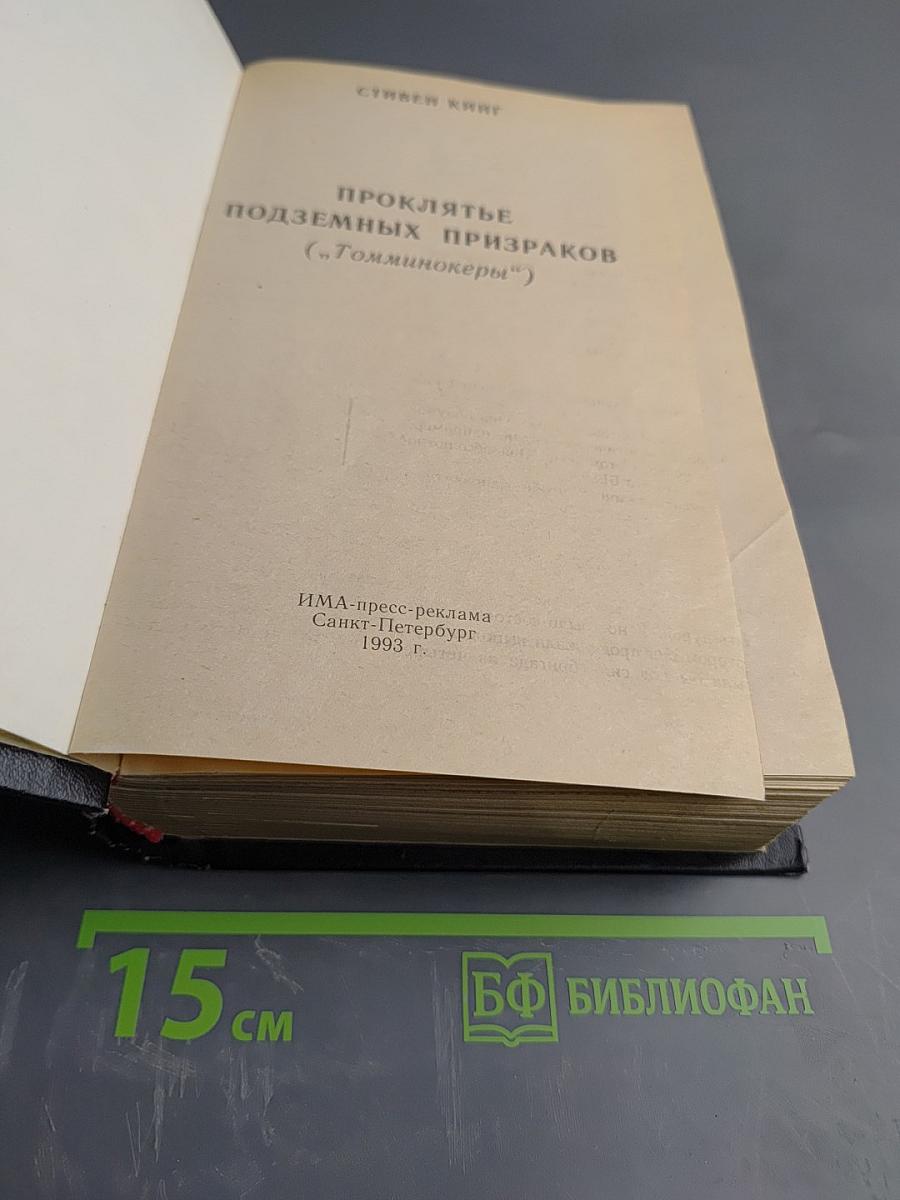 СТИВЕН КИНГ
ПРОКЛЯТЬЕ
ПОДЗЕМНЫХ ПРИЗРАКОВ
(„Томминокеры“)
ИМА-пресс-реклама
Санкт-Петербург
1993 г.
15 см
БФ БИБЛИОФАН